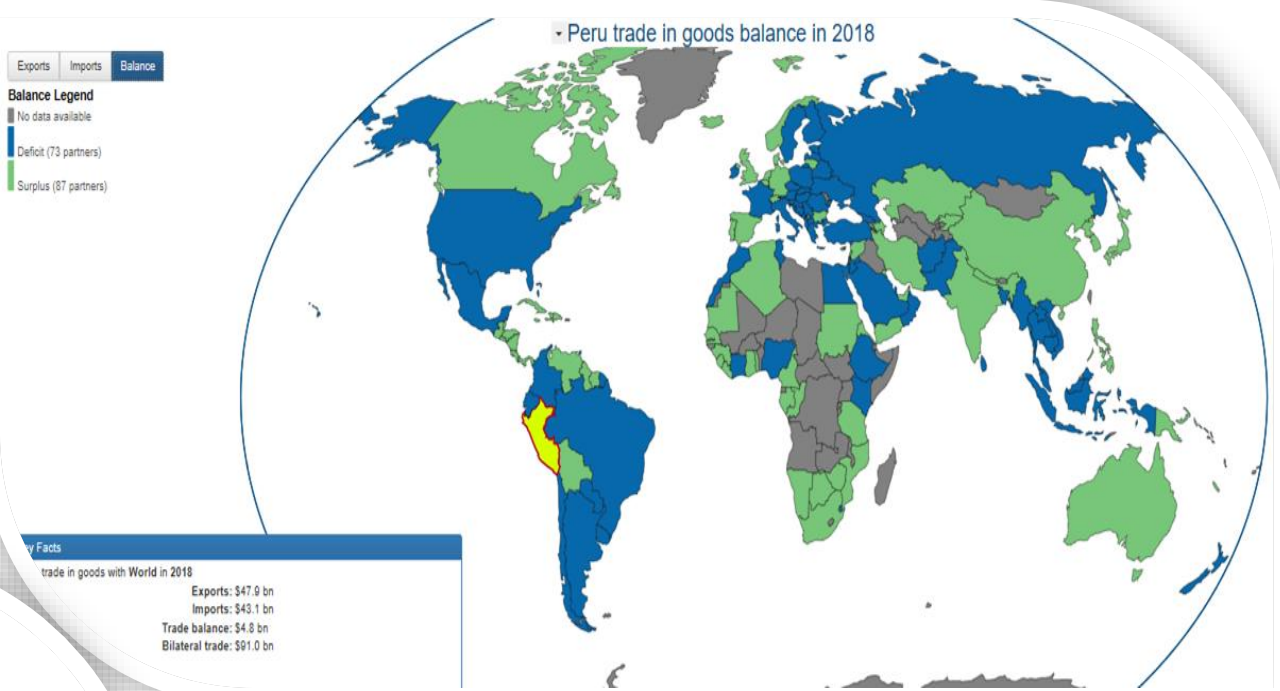 Peru trade in goods balance in 2018
Exports Imports Balance
Balance Legend
No data available
Deficit (73 partners)
Surplus (87 partners)
Facts
trade in goods with World in 2018
Exports: $47.9 bn
Imports: $43.1 bn
Trade balance: $4.8 bn
Bilateral trade: $91.0 bn